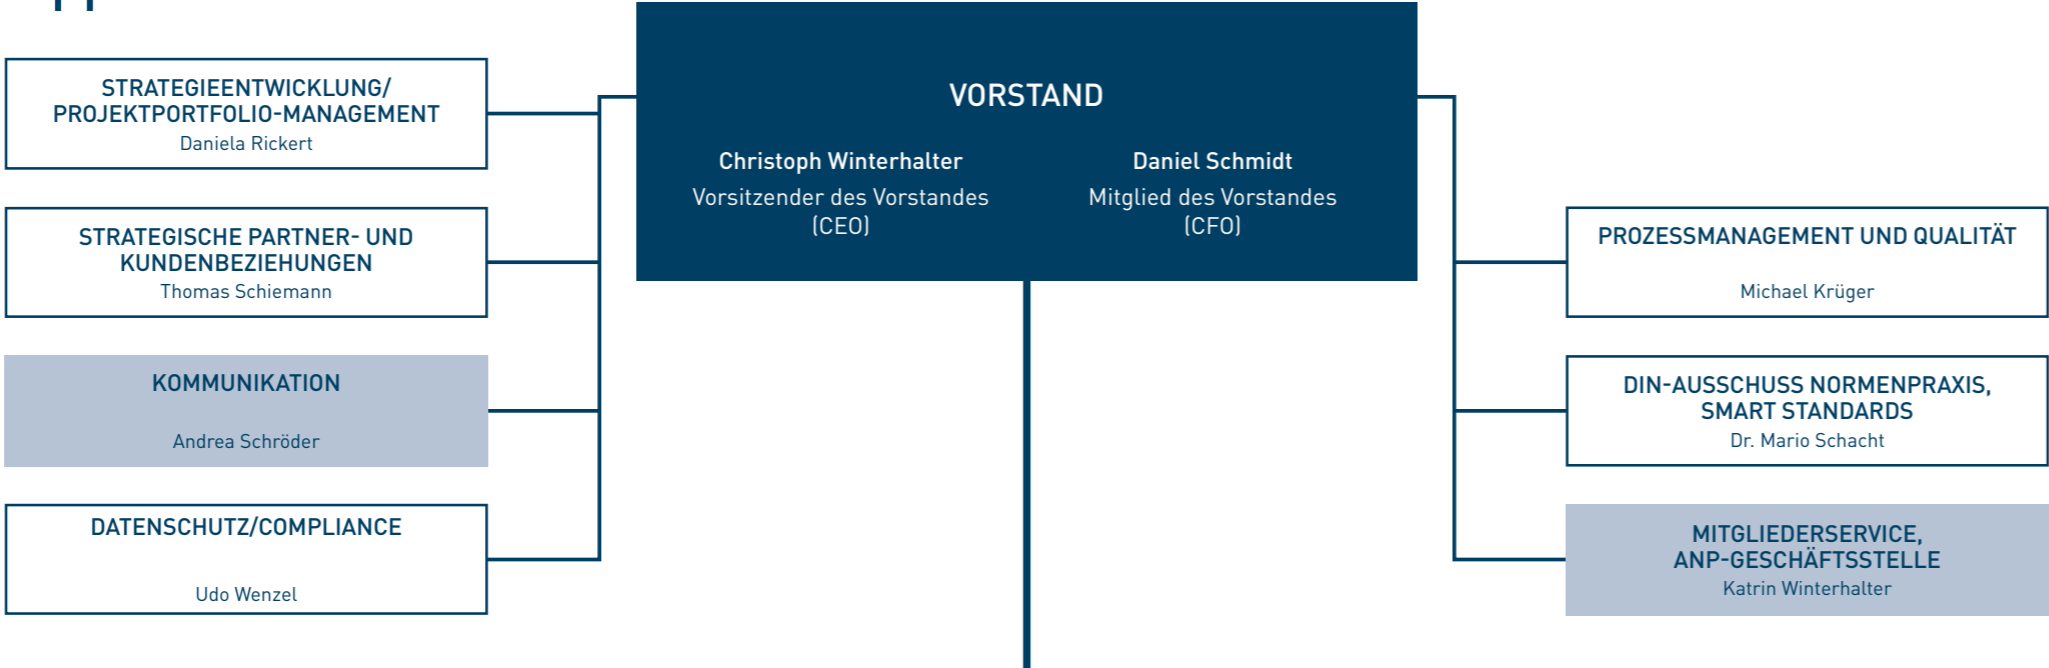 STRATEGIEENTWICKLUNG/
PROJEKTPORTFOLIO-MANAGEMENT
Daniela Rickert
STRATEGISCHE PARTNER- UND
KUNDENBEZIEHUNGEN
Thomas Schiemann
KOMMUNIKATION
Andrea Schröder
DATENSCHUTZ/COMPLIANCE
Udo Wenzel
VORSTAND
Christoph Winterhalter
Vorsitzender des Vorstandes
(CEO)
Daniel Schmidt
Mitglied des Vorstandes
(CFO)
PROZESSMANAGEMENT UND QUALITÄT
Michael Krüger
DIN-AUSSCHUSS NORMENPRAXIS,
SMART STANDARDS
Dr. Mario Schacht
MITGLIEDERSERVICE,
ANP-GESCHÄFTSSTELLE
Katrin Winterhalter